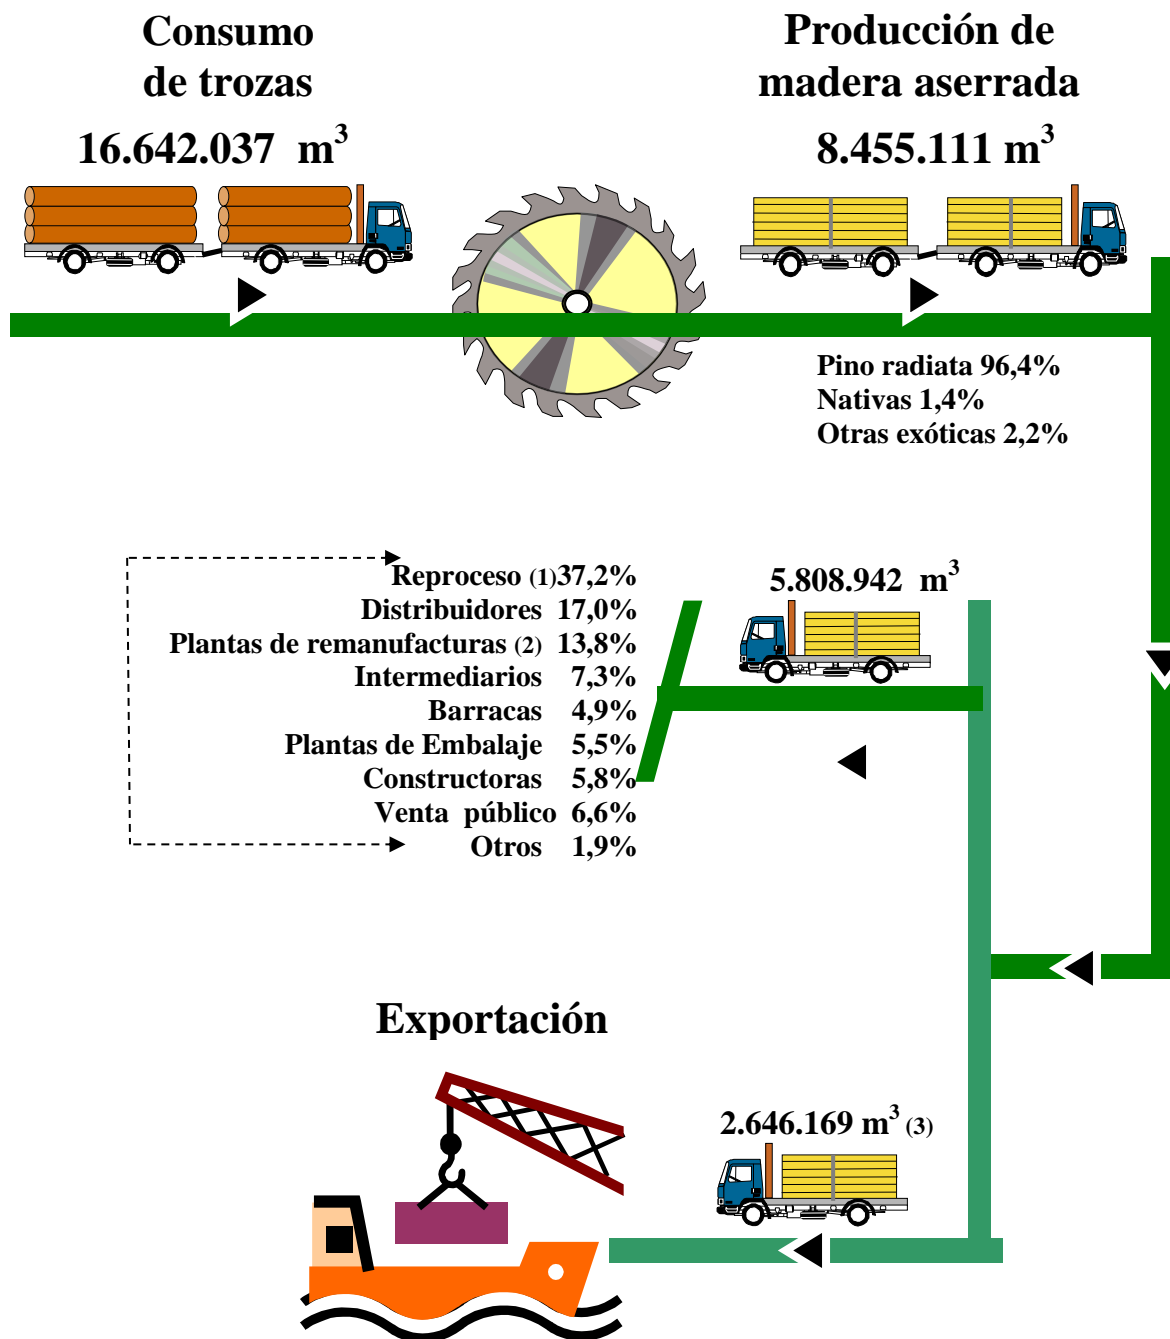 Consumo
de trozas
16.642.037 m³
Producción de
madera aserrada
8.455.111 m³
Pino radiata 96,4%
Nativas 1,4%
Otras exóticas 2,2%
Reproceso (1) 37,2%
Distribuidores 17,0%
Plantas de remanufacturas (2) 13,8%
Intermediarios 7,3%
Barracas 4,9%
Plantas de Embalaje 5,5%
Constructoras 5,8%
Venta público 6,6%
Otros 1,9%
5.808.942 m³
Exportación
2.646.169 m³ (3)